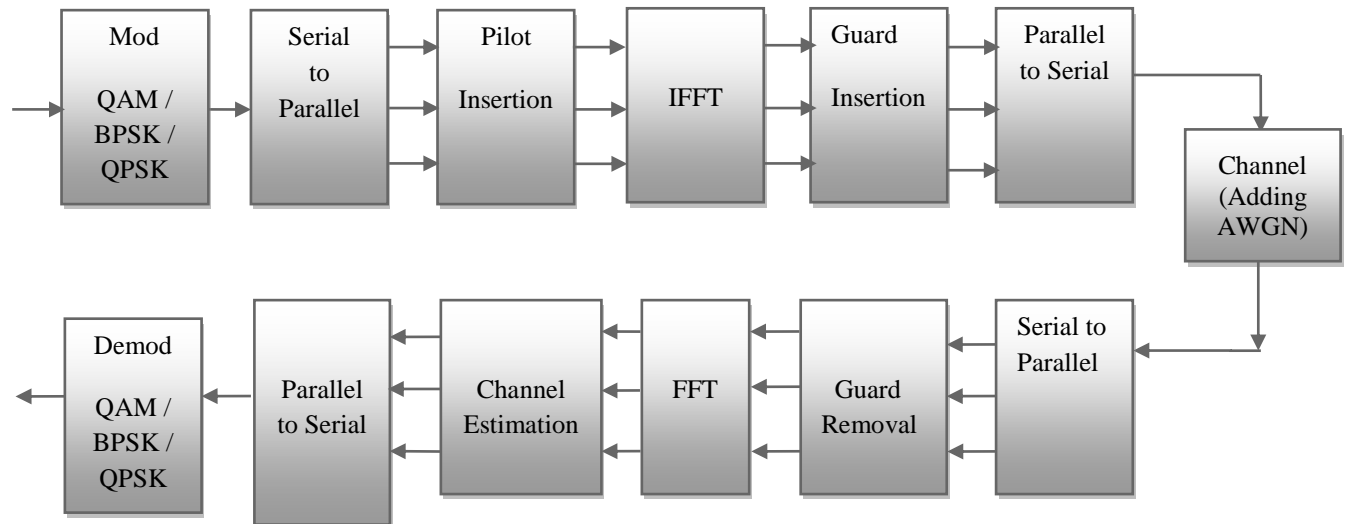 Mod
QAM /
BPSK /
QPSK
Serial
to
Parallel
Pilot
Insertion
IFFT
Guard
Insertion
Parallel
to Serial
Channel
(Adding
AWGN)
Serial to
Parallel
Guard
Removal
FFT
Channel
Estimation
Parallel
to Serial
Demod
QAM /
BPSK /
QPSK